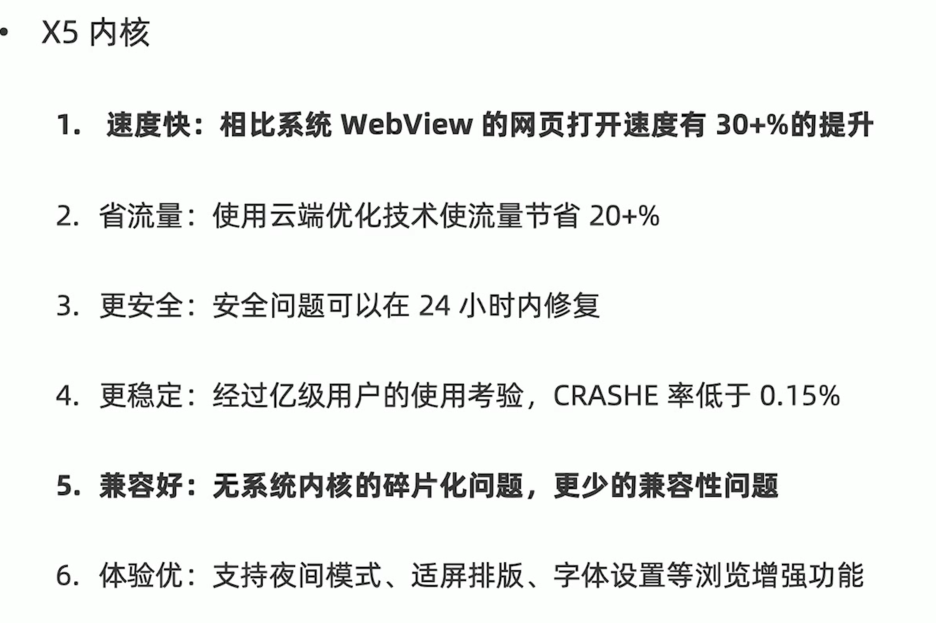 • X5 内核
1. 速度快：相比系统 WebView 的网页打开速度有 30+%的提升
2. 省流量：使用云端优化技术使流量节省 20+%
3. 更安全：安全问题可以在 24 小时内修复
4. 更稳定：经过亿级用户的使用考验，CRASHE 率低于 0.15%
5. 兼容好：无系统内核的碎片化问题，更少的兼容性问题
6. 体验优：支持夜间模式、适屏排版、字体设置等浏览增强功能